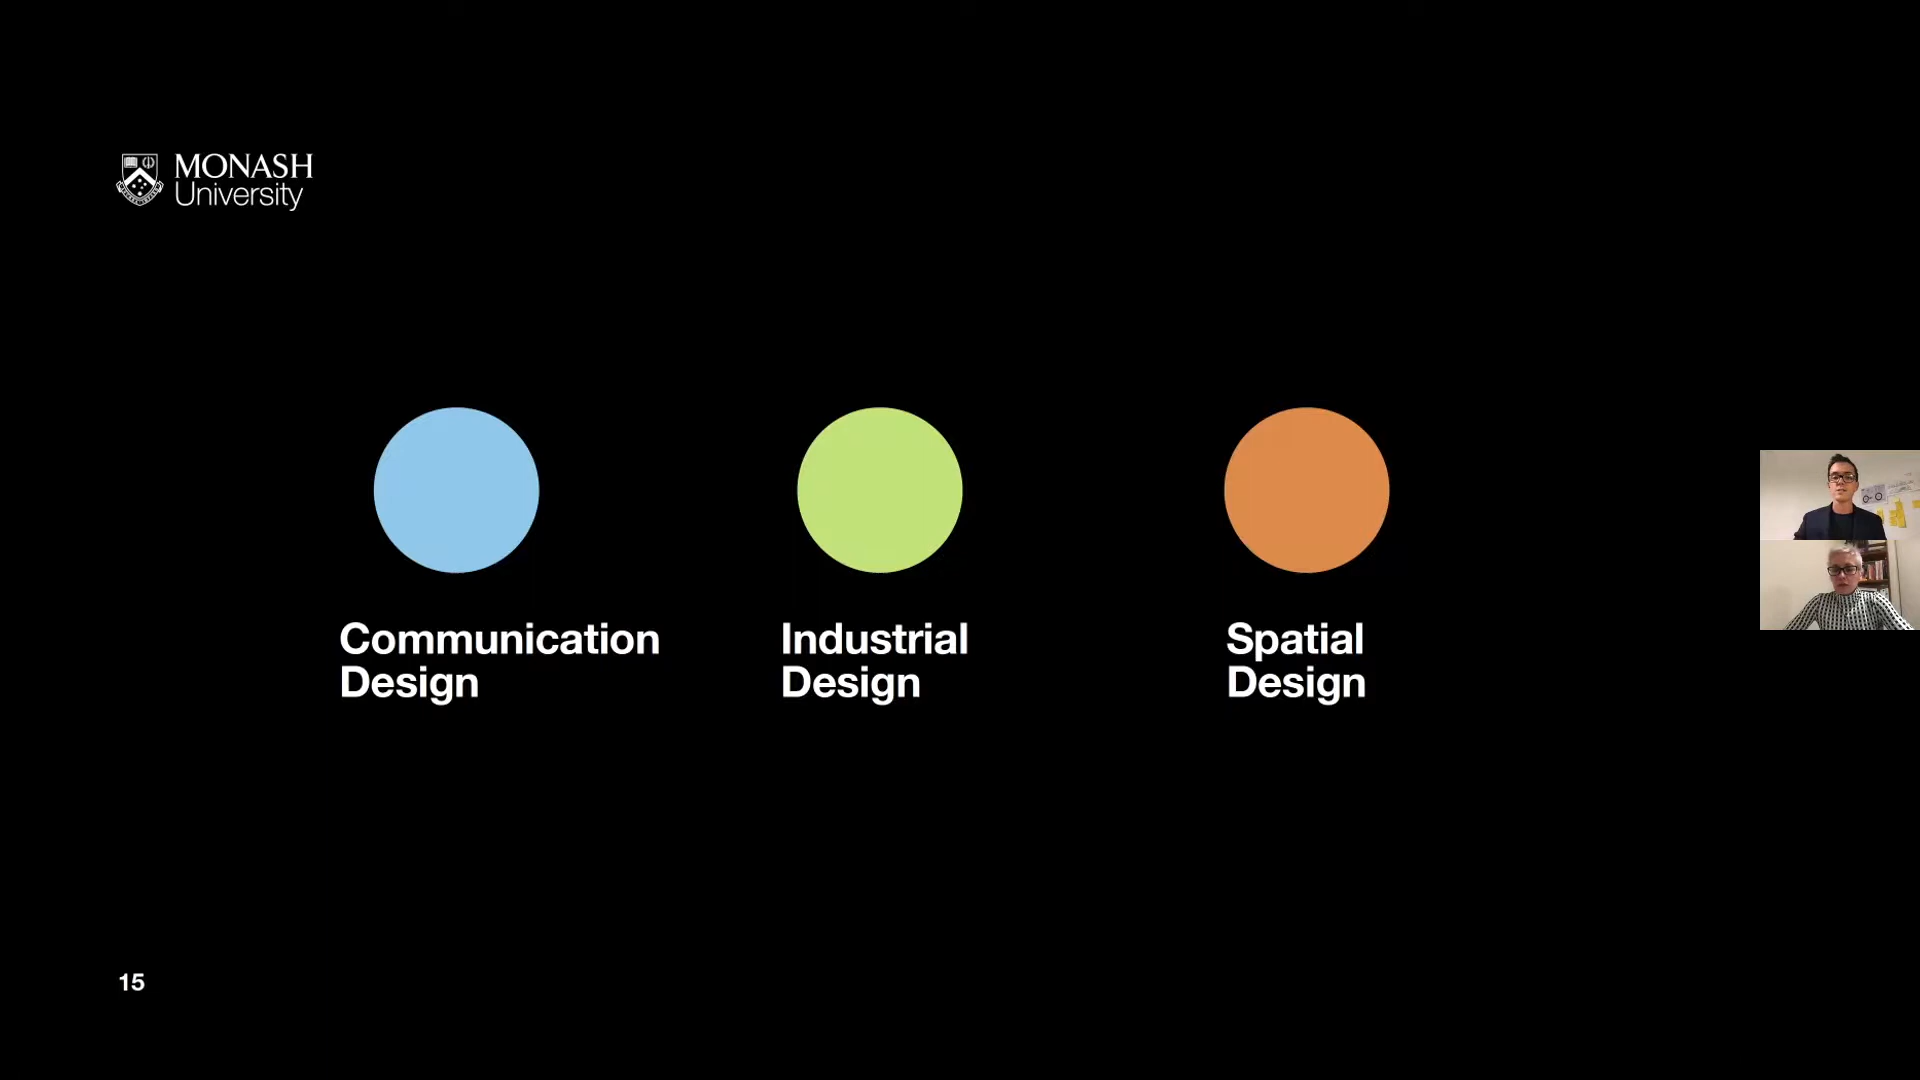 MONASH
University
Communication
Design
Industrial
Design
Spatial
Design
15